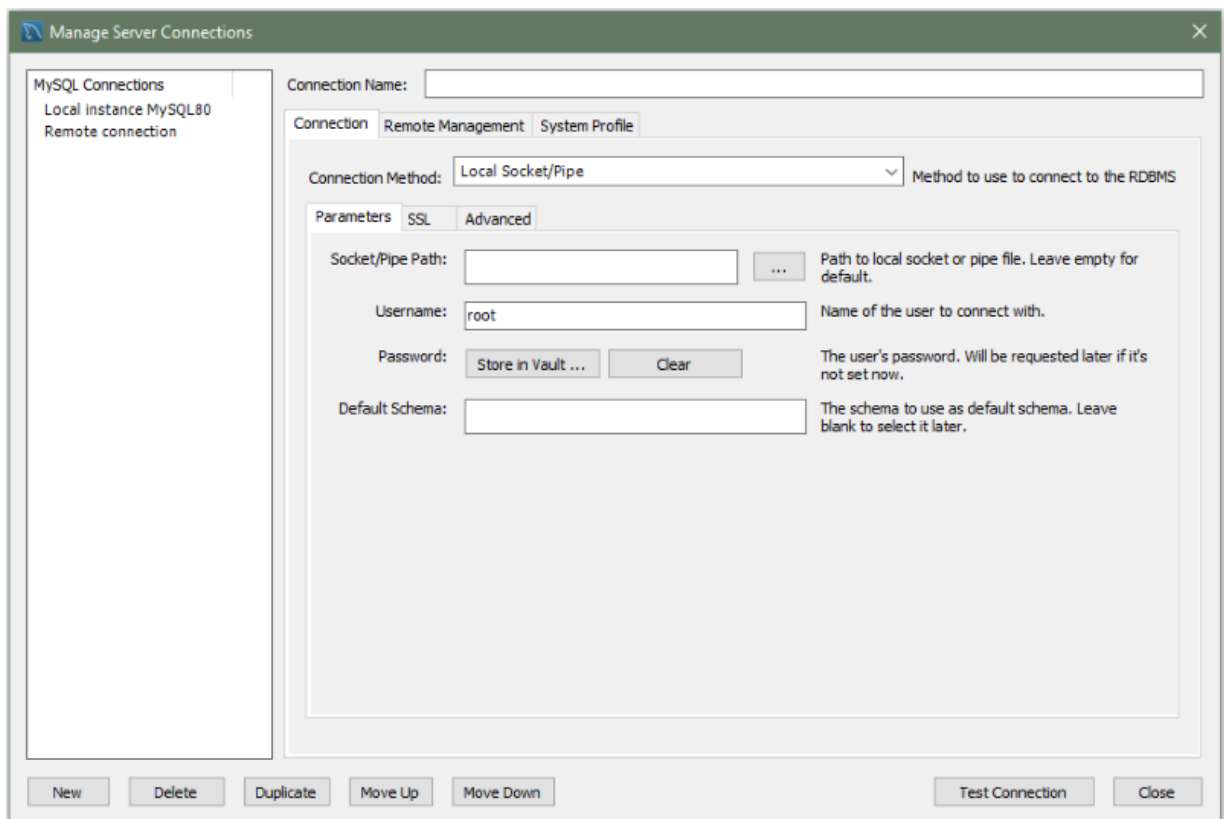 Manage Server Connections
MySQL Connections
Local instance MySQL80
Remote connection
Connection Name:
Connection Remote Management System Profile
Connection Method: Local Socket/Pipe Method to use to connect to the RDBMS
Parameters SSL Advanced
Socket/Pipe Path: ... Path to local socket or pipe file. Leave empty for
default.
Username: root Name of the user to connect with.
Password: Store in Vault ... Clear The user's password. Will be requested later if it's
not set now.
Default Schema: The schema to use as default schema. Leave
blank to select it later.
New Delete Duplicate Move Up Move Down Test Connection Close